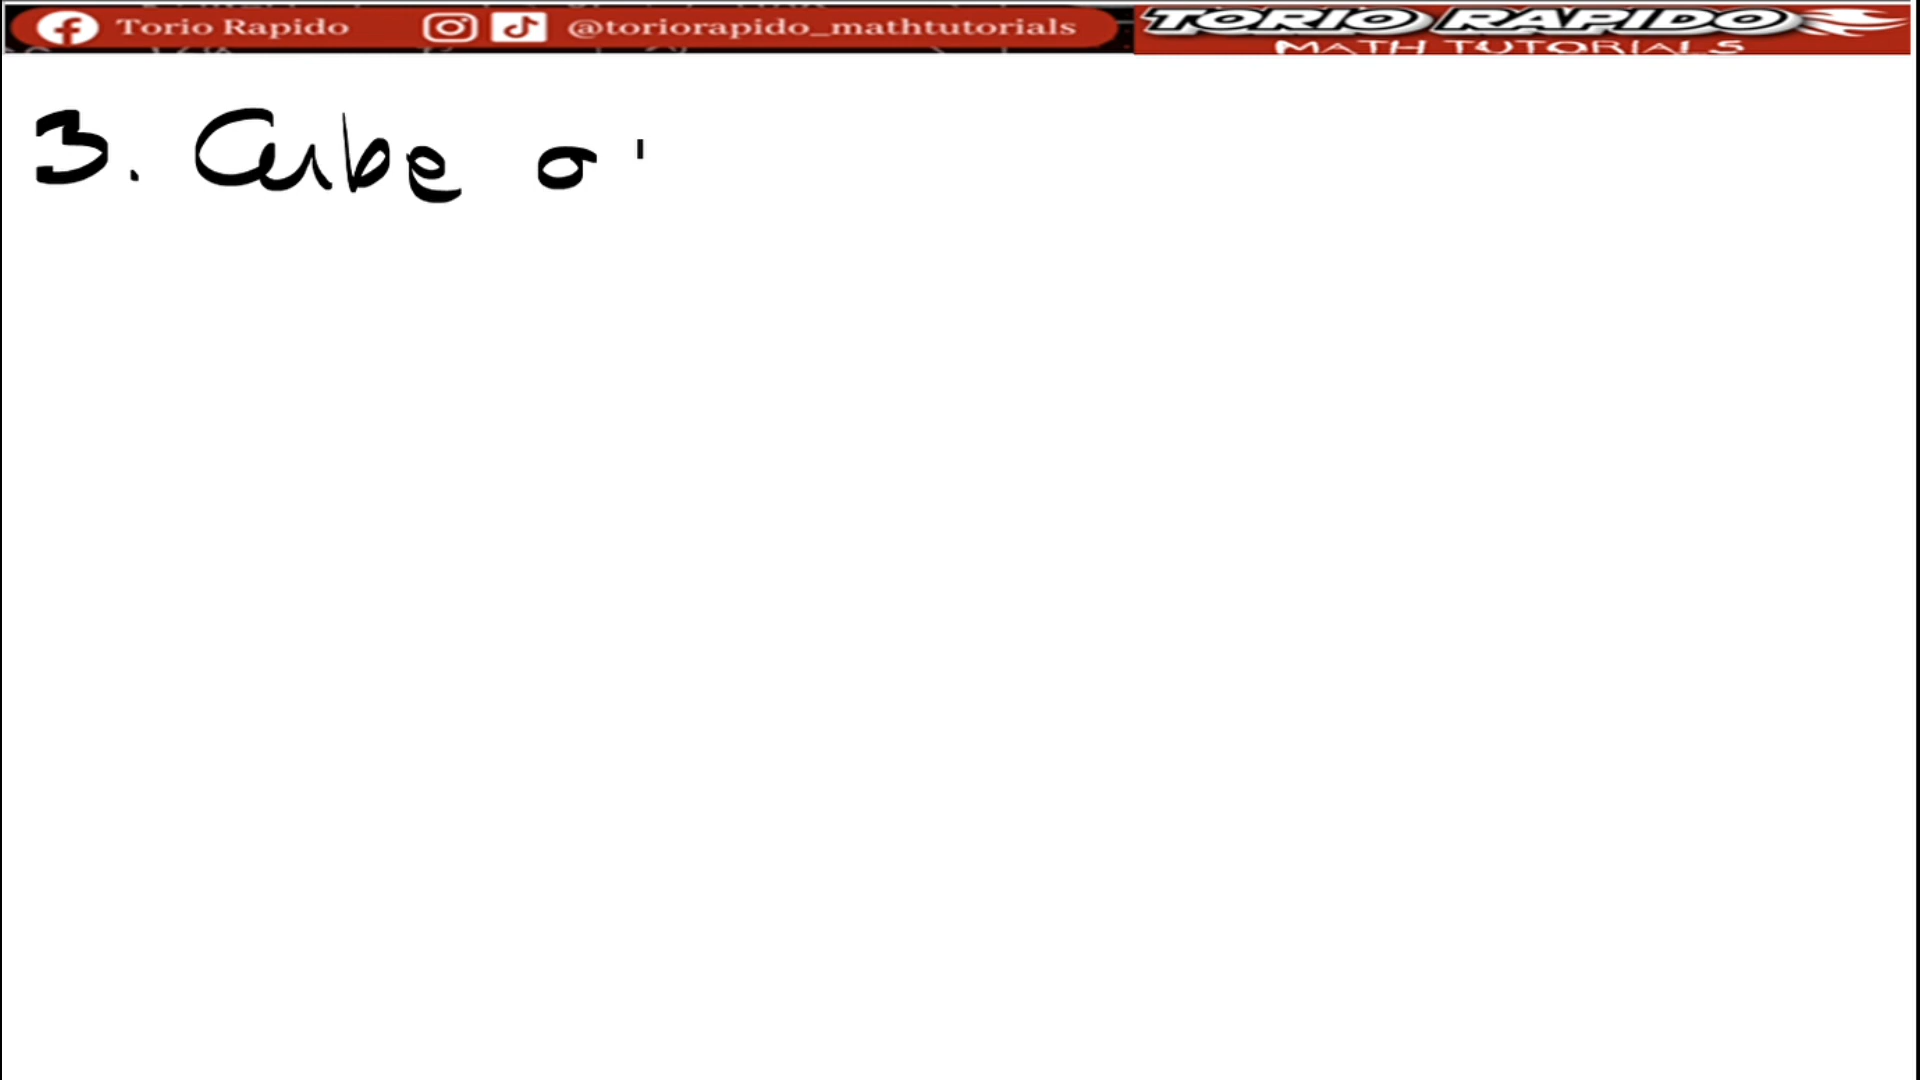 Torio Rapido @toriorapido_mathtutorials TORIO RAPIDO
MATH TUTORIALS
3. Cube o